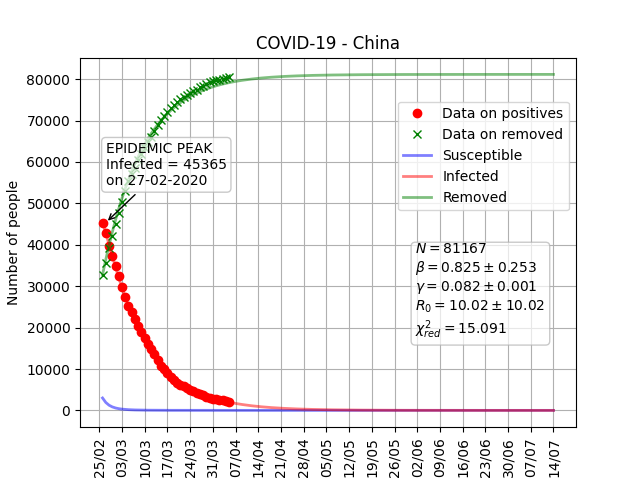 COVID-19 - China
Number of people
80000
70000
60000
50000
40000
30000
20000
10000
0
EPIDEMIC PEAK
Infected = 45365
on 27-02-2020
Data on positives
Data on removed
Susceptible
Infected
Removed
N = 81167
β = 0.825 ± 0.253
γ = 0.082 ± 0.001
R₀ = 10.02 ± 10.02
χ²red = 15.091
25/02
03/03
10/03
17/03
24/03
31/03
07/04
14/04
21/04
28/04
05/05
12/05
19/05
26/05
02/06
09/06
16/06
23/06
30/06
07/07
14/07